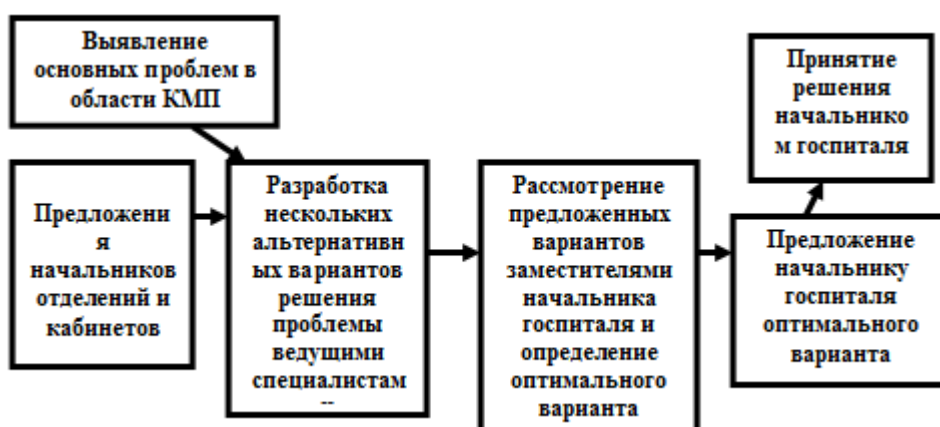 Выявление
основных проблем в
области КМП
Предложени
я
начальников
отделений и
кабинетов
Разработка
нескольких
альтернативн
ых вариантов
решения
проблемы
ведущими
специалистам
Рассмотрение
предложенных
вариантов
заместителями
начальника
госпиталя и
определение
оптимального
варианта
Предложение
начальнику
госпиталя
оптимального
варианта
Принятие
решения
начальнико
м госпиталя